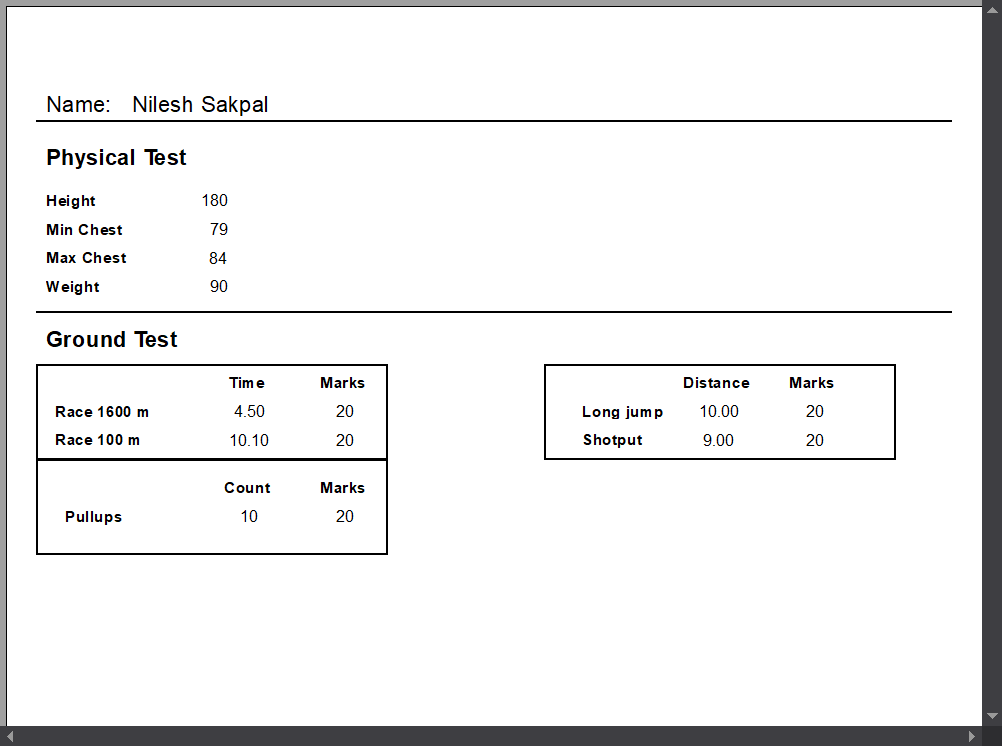 Name: Nilesh Sakpal
Physical Test
Height 180
Min Chest 79
Max Chest 84
Weight 90
Ground Test
Time Marks
Race 1600 m 4.50 20
Race 100 m 10.10 20
Count Marks
Pullups 10 20
Distance Marks
Long jump 10.00 20
Shotput 9.00 20